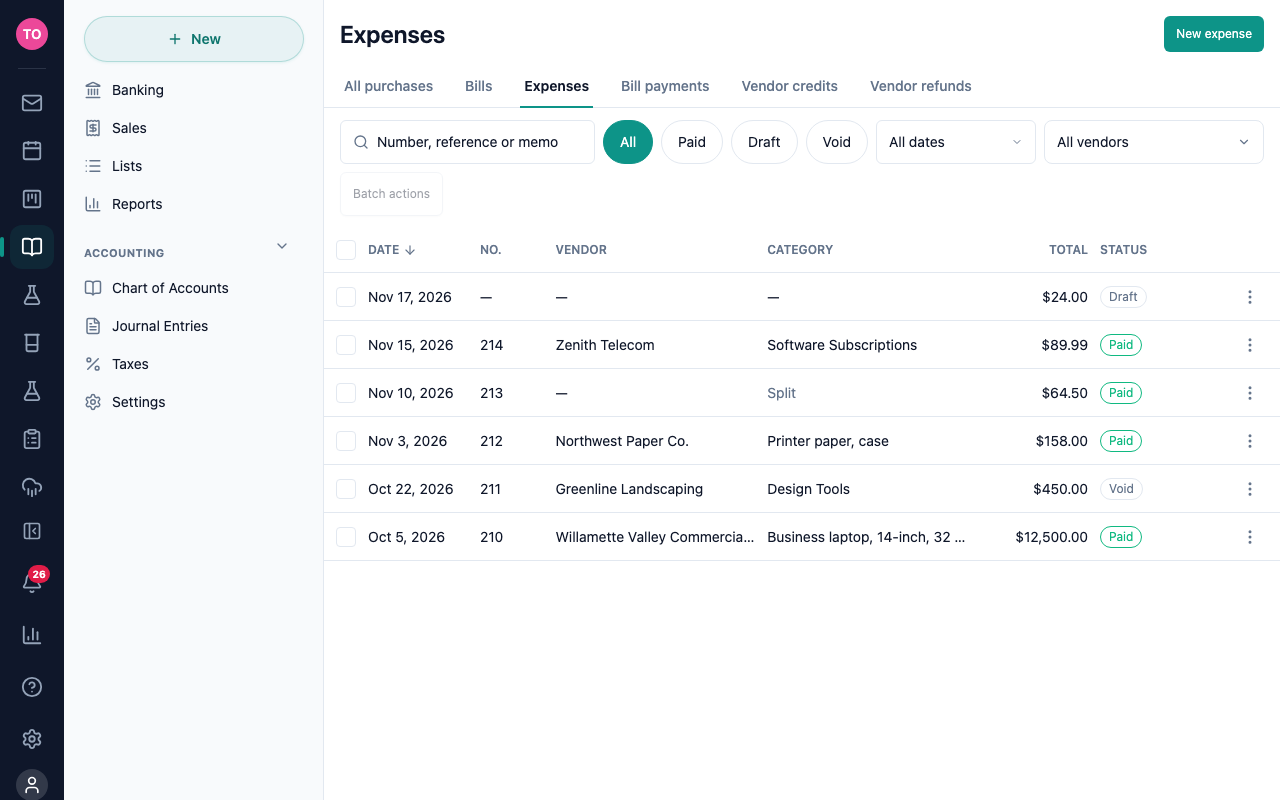 TO
New
Banking
Sales
Lists
Reports
ACCOUNTING
Chart of Accounts
Journal Entries
Taxes
Settings
26
Expenses
New expense
All purchases Bills Expenses Bill payments Vendor credits Vendor refunds
Number, reference or memo All Paid Draft Void All dates All vendors
Batch actions
DATE NO. VENDOR CATEGORY TOTAL STATUS
Nov 17, 2026 — — — $24.00 Draft
Nov 15, 2026 214 Zenith Telecom Software Subscriptions $89.99 Paid
Nov 10, 2026 213 — Split $64.50 Paid
Nov 3, 2026 212 Northwest Paper Co. Printer paper, case $158.00 Paid
Oct 22, 2026 211 Greenline Landscaping Design Tools $450.00 Void
Oct 5, 2026 210 Willamette Valley Commercia... Business laptop, 14-inch, 32 ... $12,500.00 Paid